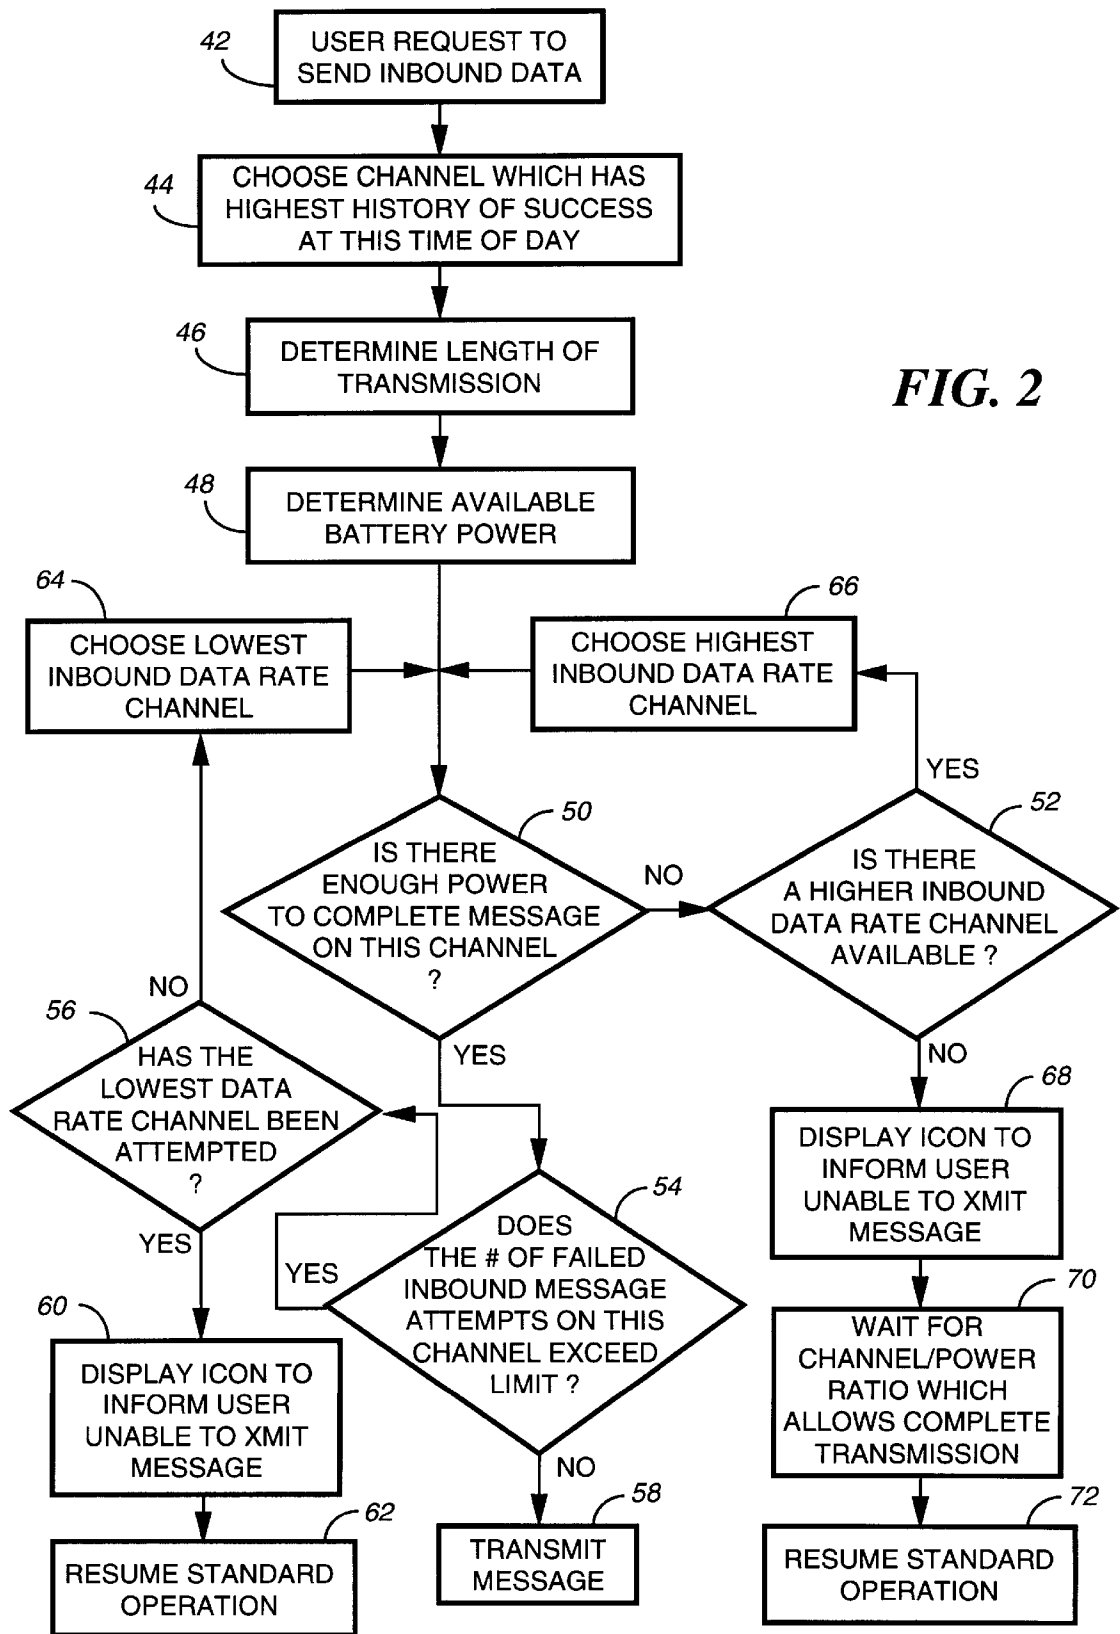 42
USER REQUEST TO
SEND INBOUND DATA
44
CHOOSE CHANNEL WHICH HAS
HIGHEST HISTORY OF SUCCESS
AT THIS TIME OF DAY
46
DETERMINE LENGTH OF
TRANSMISSION
FIG. 2
48
DETERMINE AVAILABLE
BATTERY POWER
64
CHOOSE LOWEST
INBOUND DATA RATE
CHANNEL
66
CHOOSE HIGHEST
INBOUND DATA RATE
CHANNEL
YES
50
IS THERE
ENOUGH POWER
TO COMPLETE MESSAGE
ON THIS CHANNEL
?
NO
52
IS THERE
A HIGHER INBOUND
DATA RATE CHANNEL
AVAILABLE ?
NO
56
HAS THE
LOWEST DATA
RATE CHANNEL BEEN
ATTEMPTED
?
YES
NO
YES
54
DOES
THE # OF FAILED
INBOUND MESSAGE
ATTEMPTS ON THIS
CHANNEL EXCEED
LIMIT ?
YES
NO
68
DISPLAY ICON TO
INFORM USER
UNABLE TO XMIT
MESSAGE
60
DISPLAY ICON TO
INFORM USER
UNABLE TO XMIT
MESSAGE
70
WAIT FOR
CHANNEL/POWER
RATIO WHICH
ALLOWS COMPLETE
TRANSMISSION
62
RESUME STANDARD
OPERATION
58
TRANSMIT
MESSAGE
72
RESUME STANDARD
OPERATION